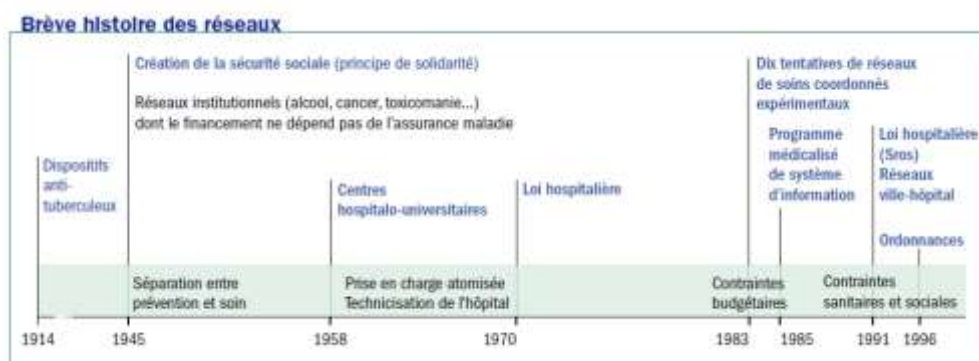 Brève histoire des réseaux
Création de la sécurité sociale (principe de solidarité)
Réseaux institutionnels (alcool, cancer, toxicomanie...)
dont le financement ne dépend pas de l'assurance maladie
Dix tentatives de réseaux
de soins coordonnés
expérimentaux
Dispositifs
anti-
tuberculeux
Centres
hospitalo-universitaires
Loi hospitalière
Programme
médicalisé
de système
d'information
Loi hospitalière
(Sros)
Réseaux
ville-hôpital
Ordonnances
Séparation entre
prévention et soin
Prise en charge atomisée
Technicisation de l'hôpital
Contraintes
budgétaires
Contraintes
sanitaires et sociales
1914
1945
1958
1970
1983
1985
1991
1996